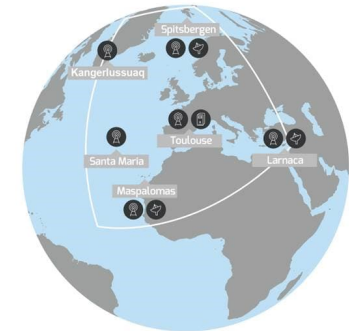 Spitsbergen
Kangerlussuaq
Toulouse
Santa Maria
Larnaca
Maspalomas